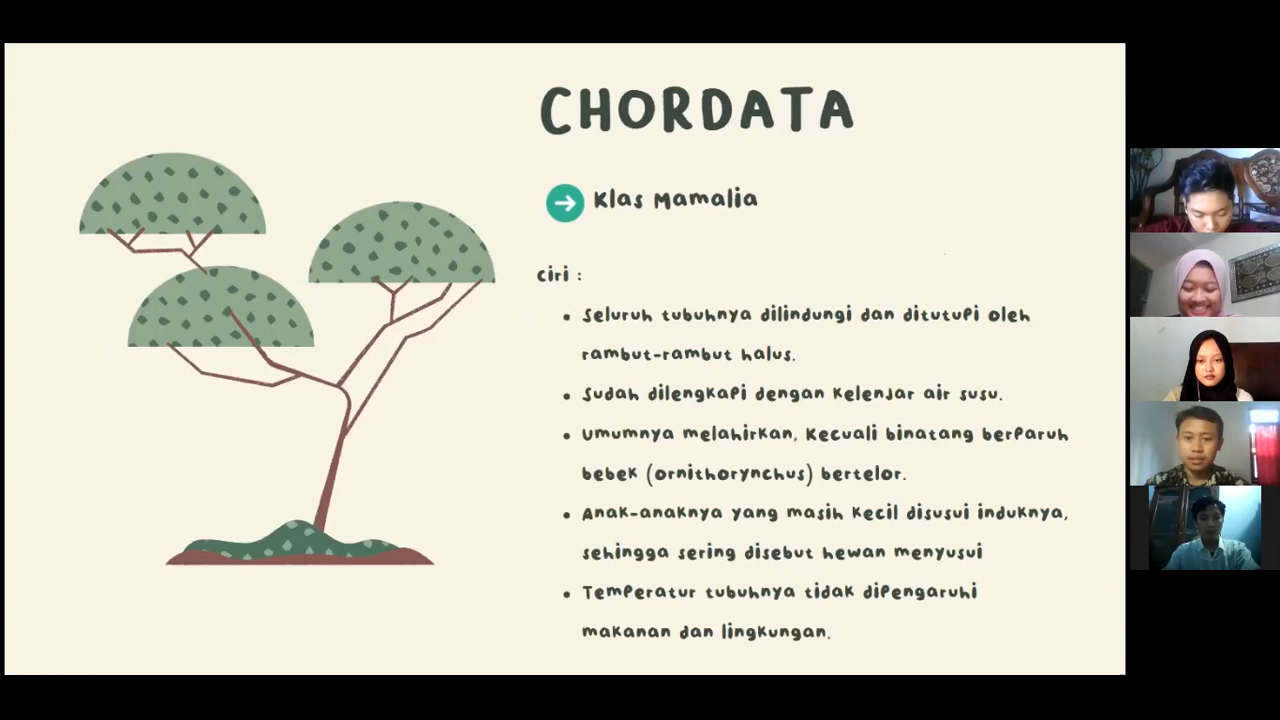 CHORDATA
Klas Mamalia
Ciri :
• Seluruh tubuhnya dilindungi dan ditutupi oleh
rambut-rambut halus.
• Sudah dilengkapi dengan kelenjar air susu.
• Umumnya melahirkan, kecuali binatang berparuh
bebek (ornithorynchus) bertelor.
• Anak-anaknya yang masih kecil disusui induknya,
sehingga sering disebut hewan menyusui
• Temperatur tubuhnya tidak dipengaruhi
makanan dan lingkungan.